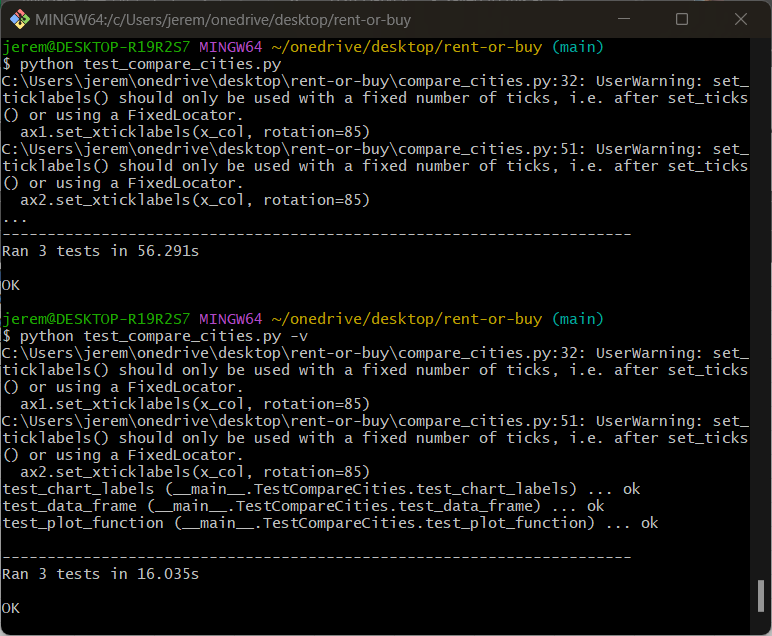 MINGW64:/c/Users/jerem/onedrive/desktop/rent-or-buy
jerem@DESKTOP-R19R2S7 MINGW64 ~/onedrive/desktop/rent-or-buy (main)
$ python test_compare_cities.py
C:\Users\jerem\onedrive\desktop\rent-or-buy\compare_cities.py:32: UserWarning: set_
ticklabels() should only be used with a fixed number of ticks, i.e. after set_ticks
() or using a FixedLocator.
  ax1.set_xticklabels(x_col, rotation=85)
C:\Users\jerem\onedrive\desktop\rent-or-buy\compare_cities.py:51: UserWarning: set_
ticklabels() should only be used with a fixed number of ticks, i.e. after set_ticks
() or using a FixedLocator.
  ax2.set_xticklabels(x_col, rotation=85)
...
----------------------------------------------------------------------
Ran 3 tests in 56.291s

OK

jerem@DESKTOP-R19R2S7 MINGW64 ~/onedrive/desktop/rent-or-buy (main)
$ python test_compare_cities.py -v
C:\Users\jerem\onedrive\desktop\rent-or-buy\compare_cities.py:32: UserWarning: set_
ticklabels() should only be used with a fixed number of ticks, i.e. after set_ticks
() or using a FixedLocator.
  ax1.set_xticklabels(x_col, rotation=85)
C:\Users\jerem\onedrive\desktop\rent-or-buy\compare_cities.py:51: UserWarning: set_
ticklabels() should only be used with a fixed number of ticks, i.e. after set_ticks
() or using a FixedLocator.
  ax2.set_xticklabels(x_col, rotation=85)
test_chart_labels (__main__.TestCompareCities.test_chart_labels) ... ok
test_data_frame (__main__.TestCompareCities.test_data_frame) ... ok
test_plot_function (__main__.TestCompareCities.test_plot_function) ... ok

----------------------------------------------------------------------
Ran 3 tests in 16.035s

OK